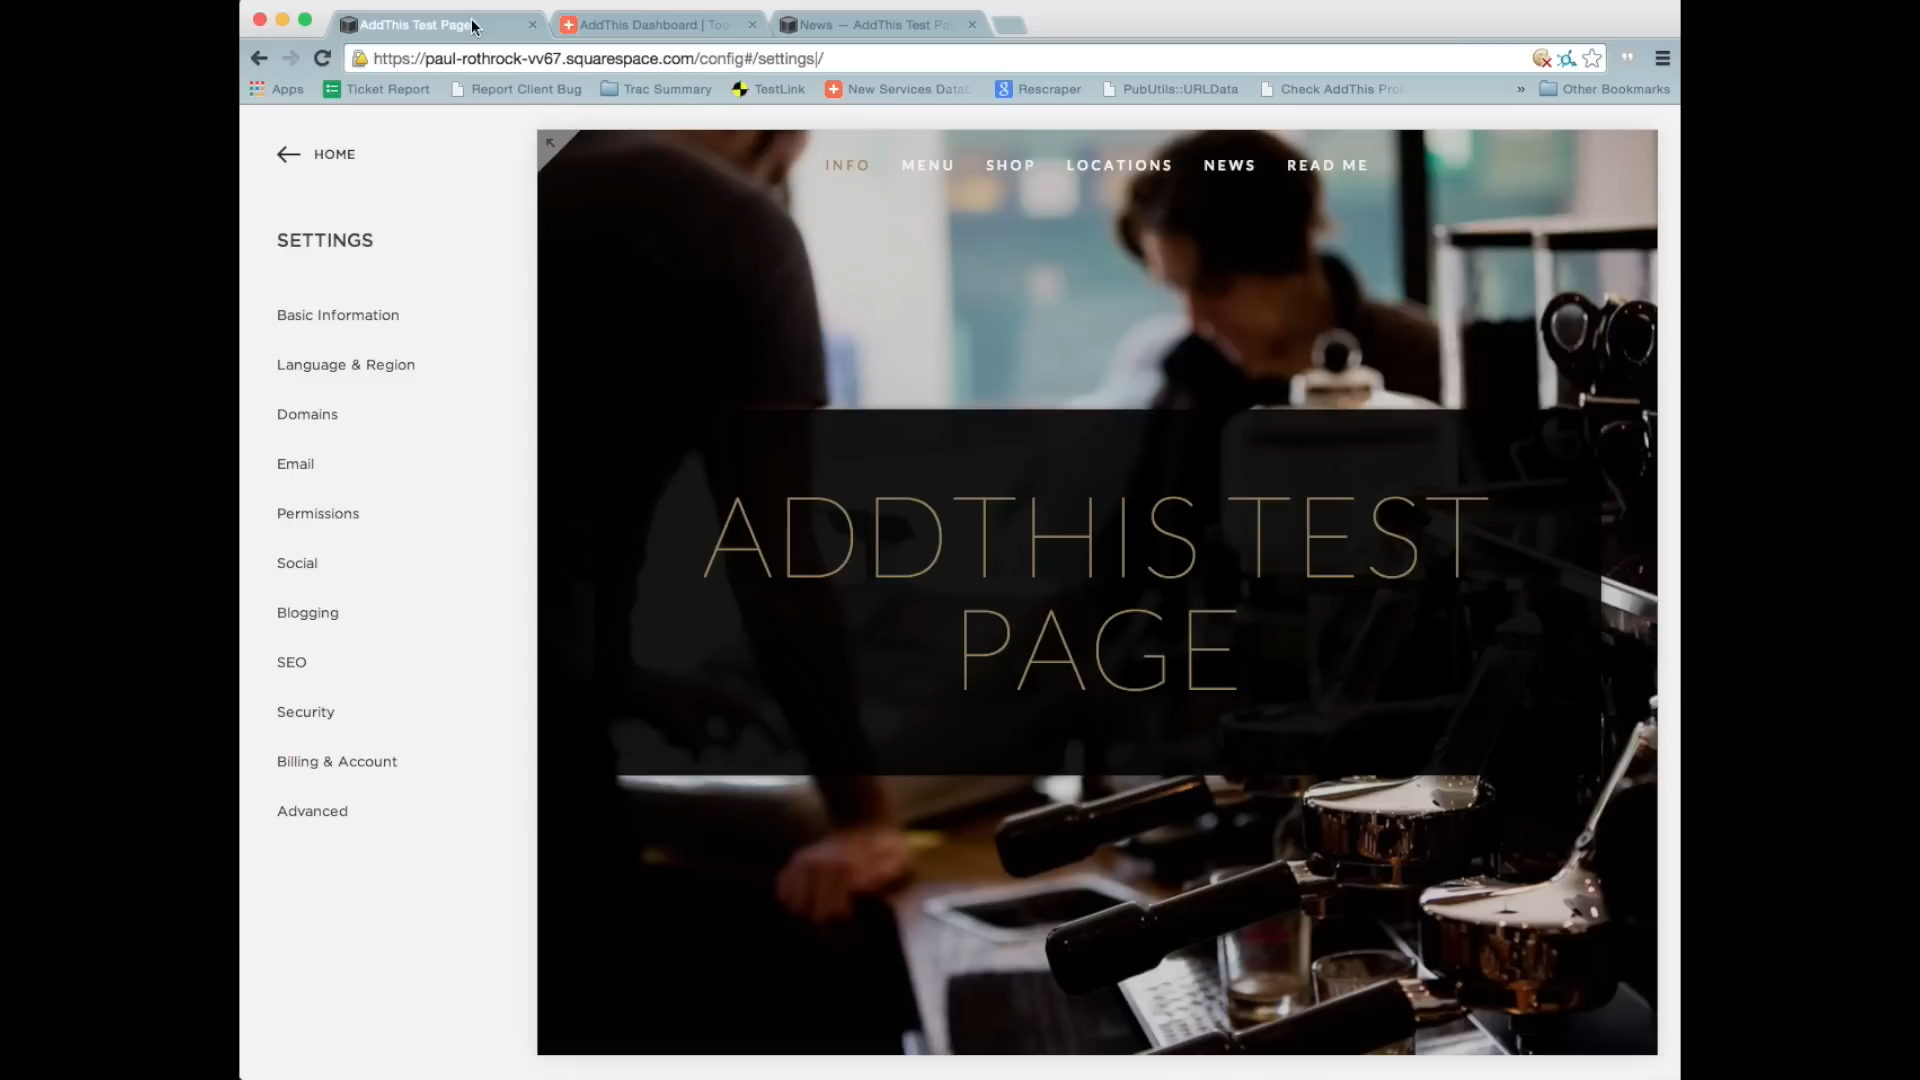 AddThis Test Page
AddThis Dashboard | Too
News — AddThis Test Pa
https://paul-rothrock-vv67.squarespace.com/config#/settings/
Apps
Ticket Report
Report Client Bug
Trac Summary
TestLink
New Services Datab
Rescraper
PubUtils::URLData
Check AddThis Prof
»
Other Bookmarks
HOME
SETTINGS
Basic Information
Language & Region
Domains
Email
Permissions
Social
Blogging
SEO
Security
Billing & Account
Advanced
INFO MENU SHOP LOCATIONS NEWS READ ME
ADDTHIS TEST
PAGE